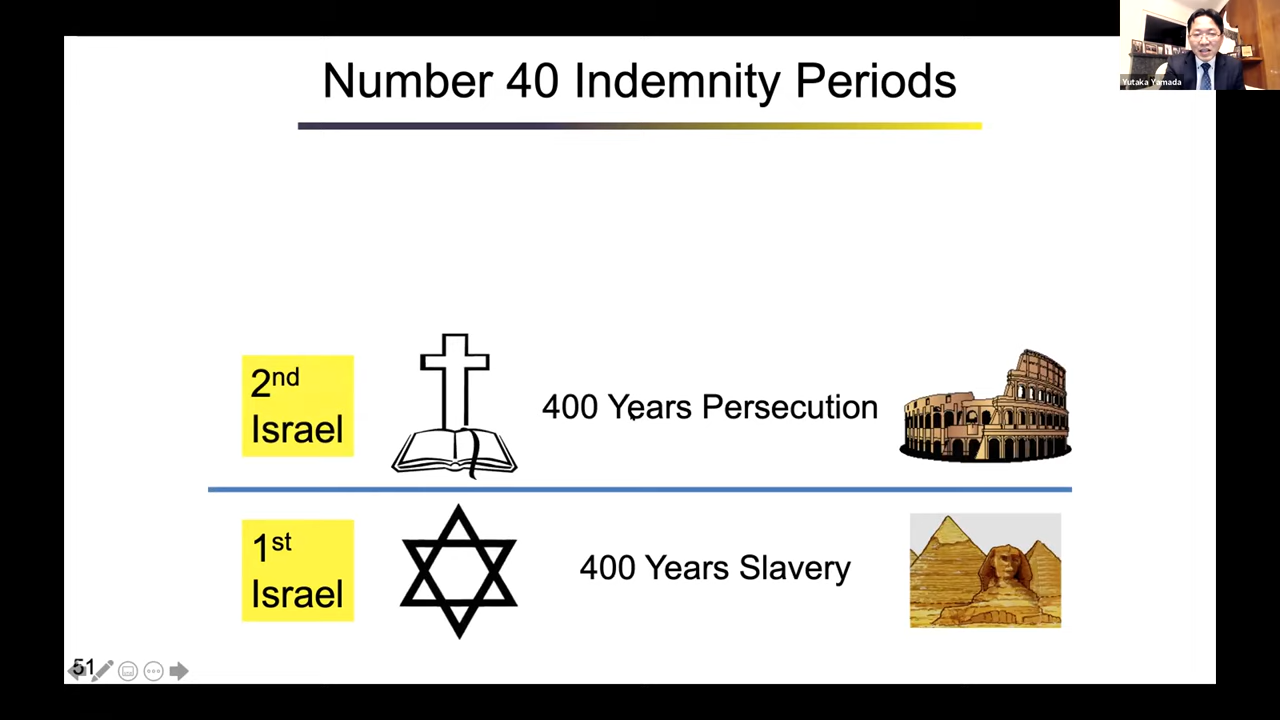 Number 40 Indemnity Periods
Yutaka Yamada
2nd
Israel
400 Years Persecution
1st
Israel
400 Years Slavery
51